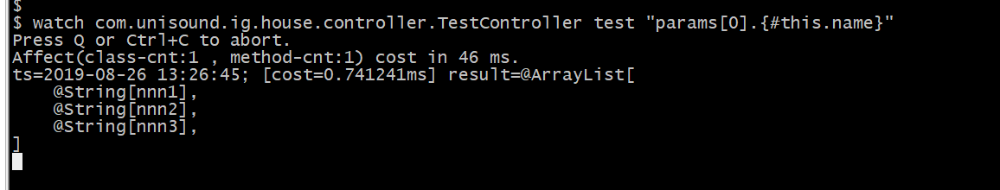 $
$ watch com.unisound.ig.house.controller.TestController test "params[0].{#this.name}"
Press Q or Ctrl+C to abort.
Affect(class-cnt:1 , method-cnt:1) cost in 46 ms.
ts=2019-08-26 13:26:45; [cost=0.741241ms] result=@ArrayList[
    @String[nnn1],
    @String[nnn2],
    @String[nnn3],
]